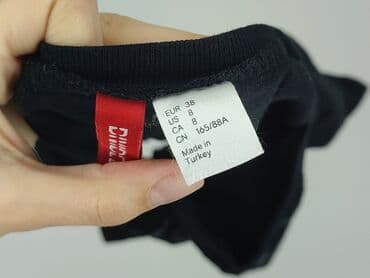 EUR 38
US 8
CA 8
CN 165/88A
Made in
Turkey